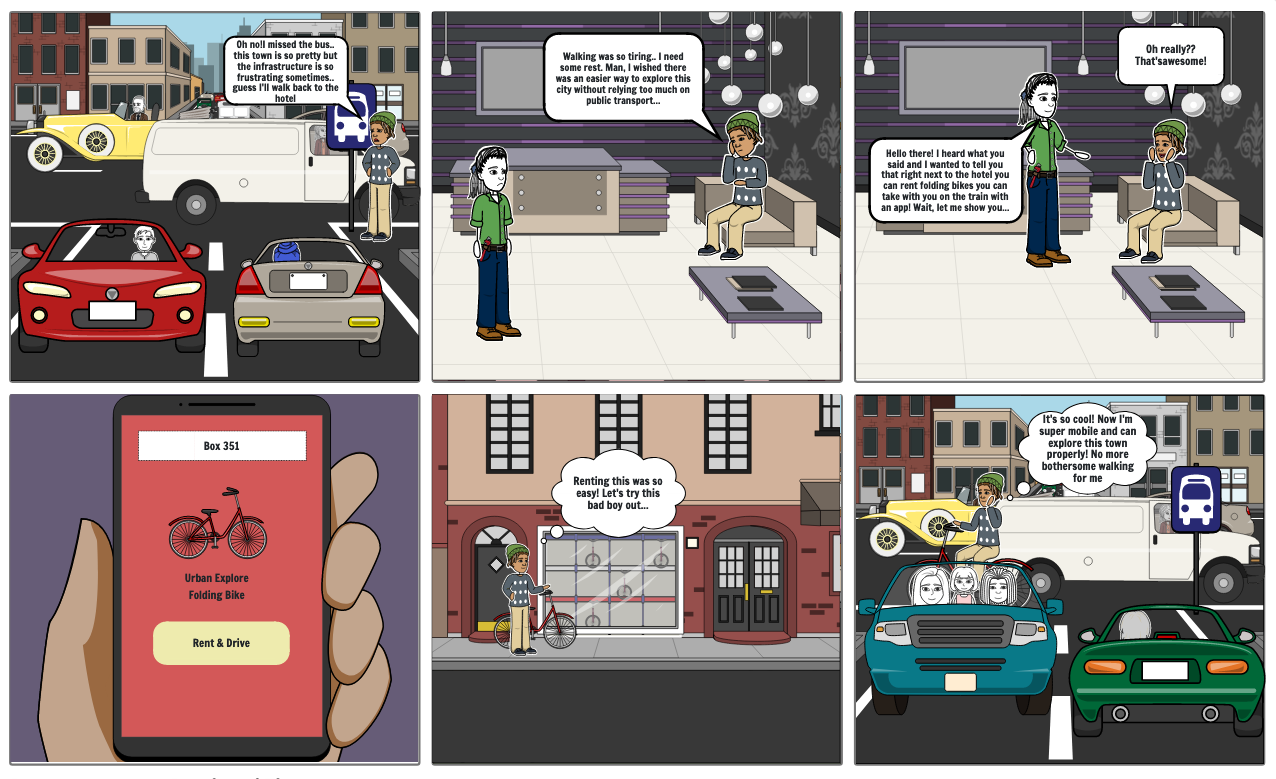 Oh no!I missed the bus..
this town is so pretty but
the infrastructure is so
frustrating sometimes..
guess I'll walk back to the
hotel
Walking was so tiring.. I need
some rest. Man, I wished there
was an easier way to explore this
city without relying too much on
public transport...
Oh really??
That'sawesome!
Hello there! I heard what you
said and I wanted to tell you
that right next to the hotel you
can rent folding bikes you can
take with you on the train with
an app! Wait, let me show you...
Box 351
Urban Explore
Folding Bike
Rent & Drive
Renting this was so
easy! Let's try this
bad boy out...
It's so cool! Now I'm
super mobile and can
explore this town
properly! No more
bothersome walking
for me